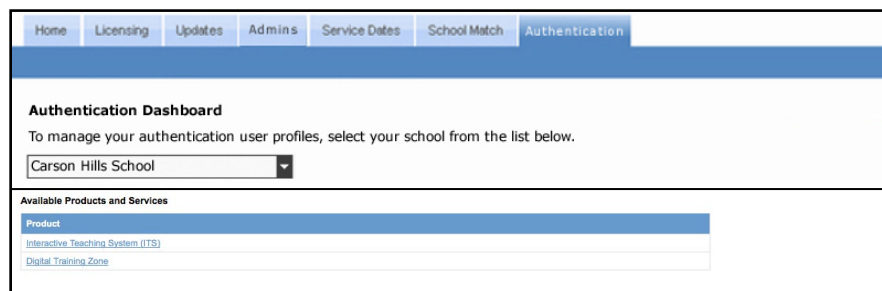 Home Licensing Updates Admins Service Dates School Match Authentication
Authentication Dashboard
To manage your authentication user profiles, select your school from the list below.
Carson Hills School
Available Products and Services
Product
Interactive Teaching System (ITS)
Digital Training Zone